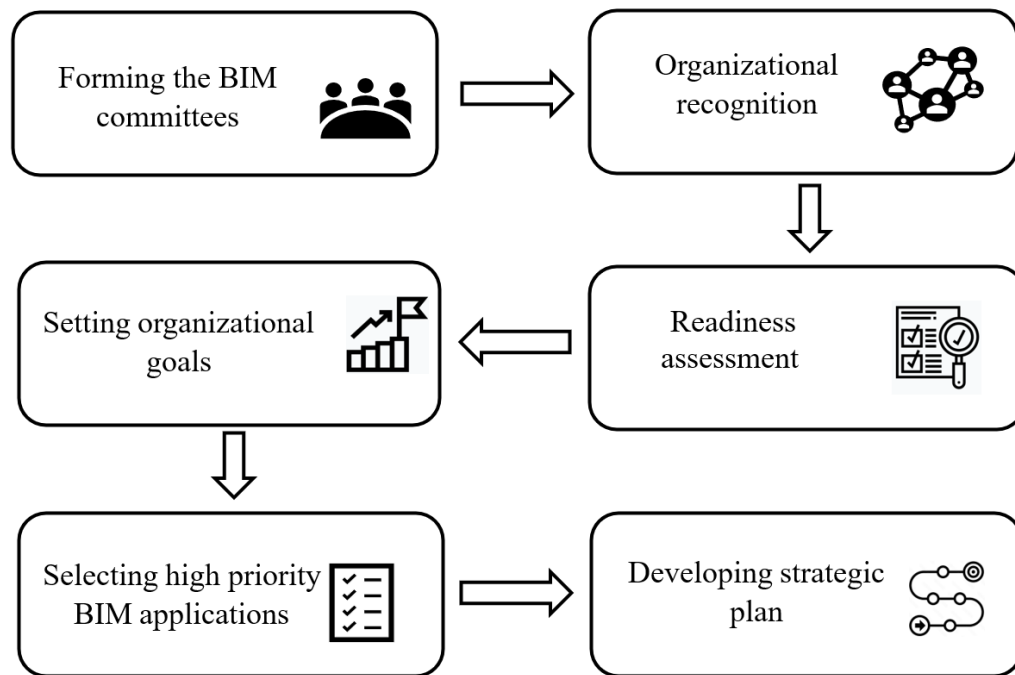 Forming the BIM
committees
Organizational
recognition
Readiness
assessment
Setting organizational
goals
Selecting high priority
BIM applications
Developing strategic
plan